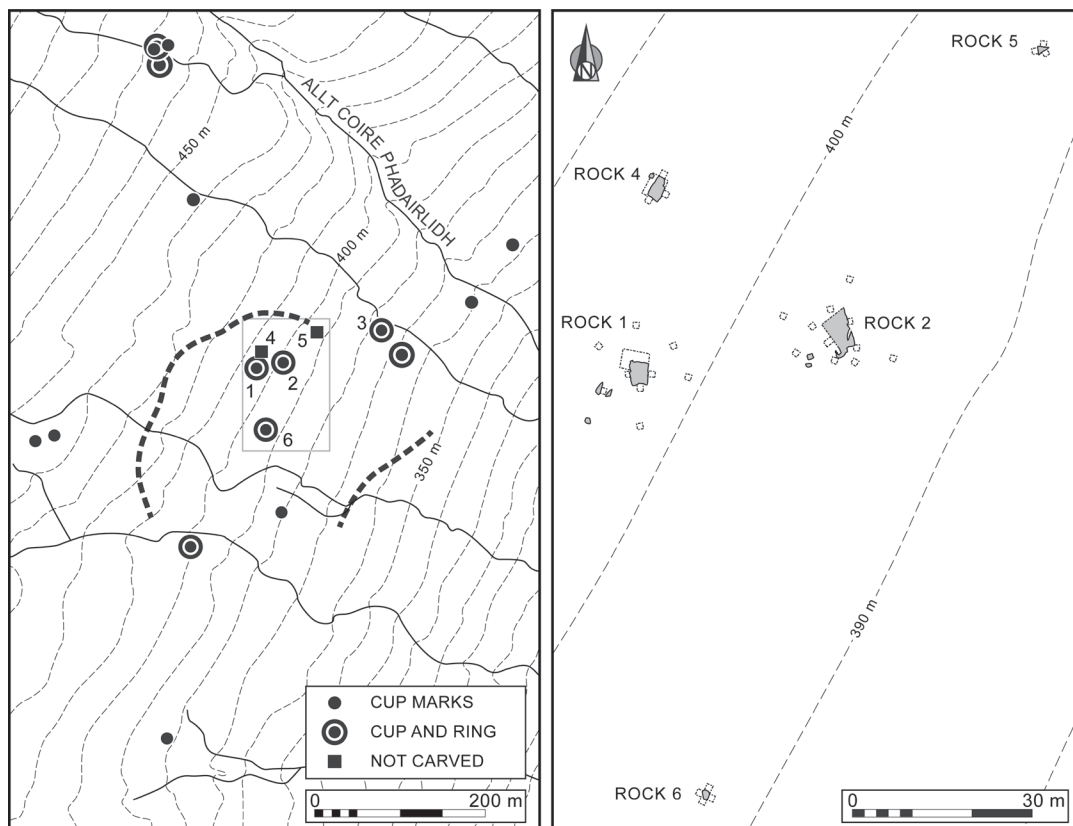 ALLT COIRE PHADAIRLIDH
450 m
400 m
3
4
5
1
2
6
350 m
CUP MARKS
CUP AND RING
NOT CARVED
0
200 m
N
ROCK 5
400 m
ROCK 4
ROCK 1
ROCK 2
390 m
ROCK 6
0
30 m